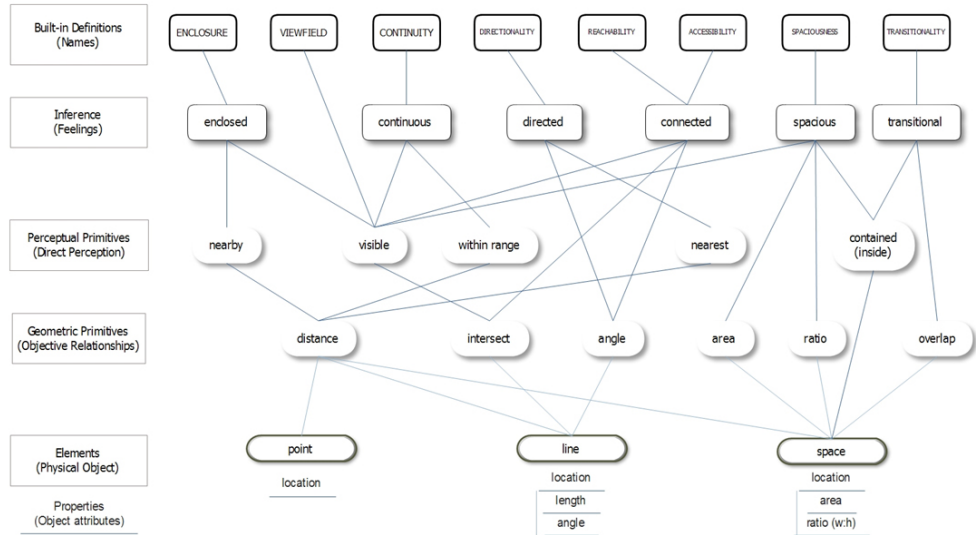 Built-in Definitions
(Names)
ENCLOSURE
VIEWFIELD
CONTINUITY
DIRECTIONALITY
REACHABILITY
ACCESSIBILITY
SPACIOUSNESS
TRANSITIONALITY
Inference
(Feelings)
enclosed
continuous
directed
connected
spacious
transitional
Perceptual Primitives
(Direct Perception)
nearby
visible
within range
nearest
contained
(inside)
Geometric Primitives
(Objective Relationships)
distance
intersect
angle
area
ratio
overlap
Elements
(Physical Object)
point
line
space
Properties
(Object attributes)
location
location
length
angle
location
area
ratio (w:h)